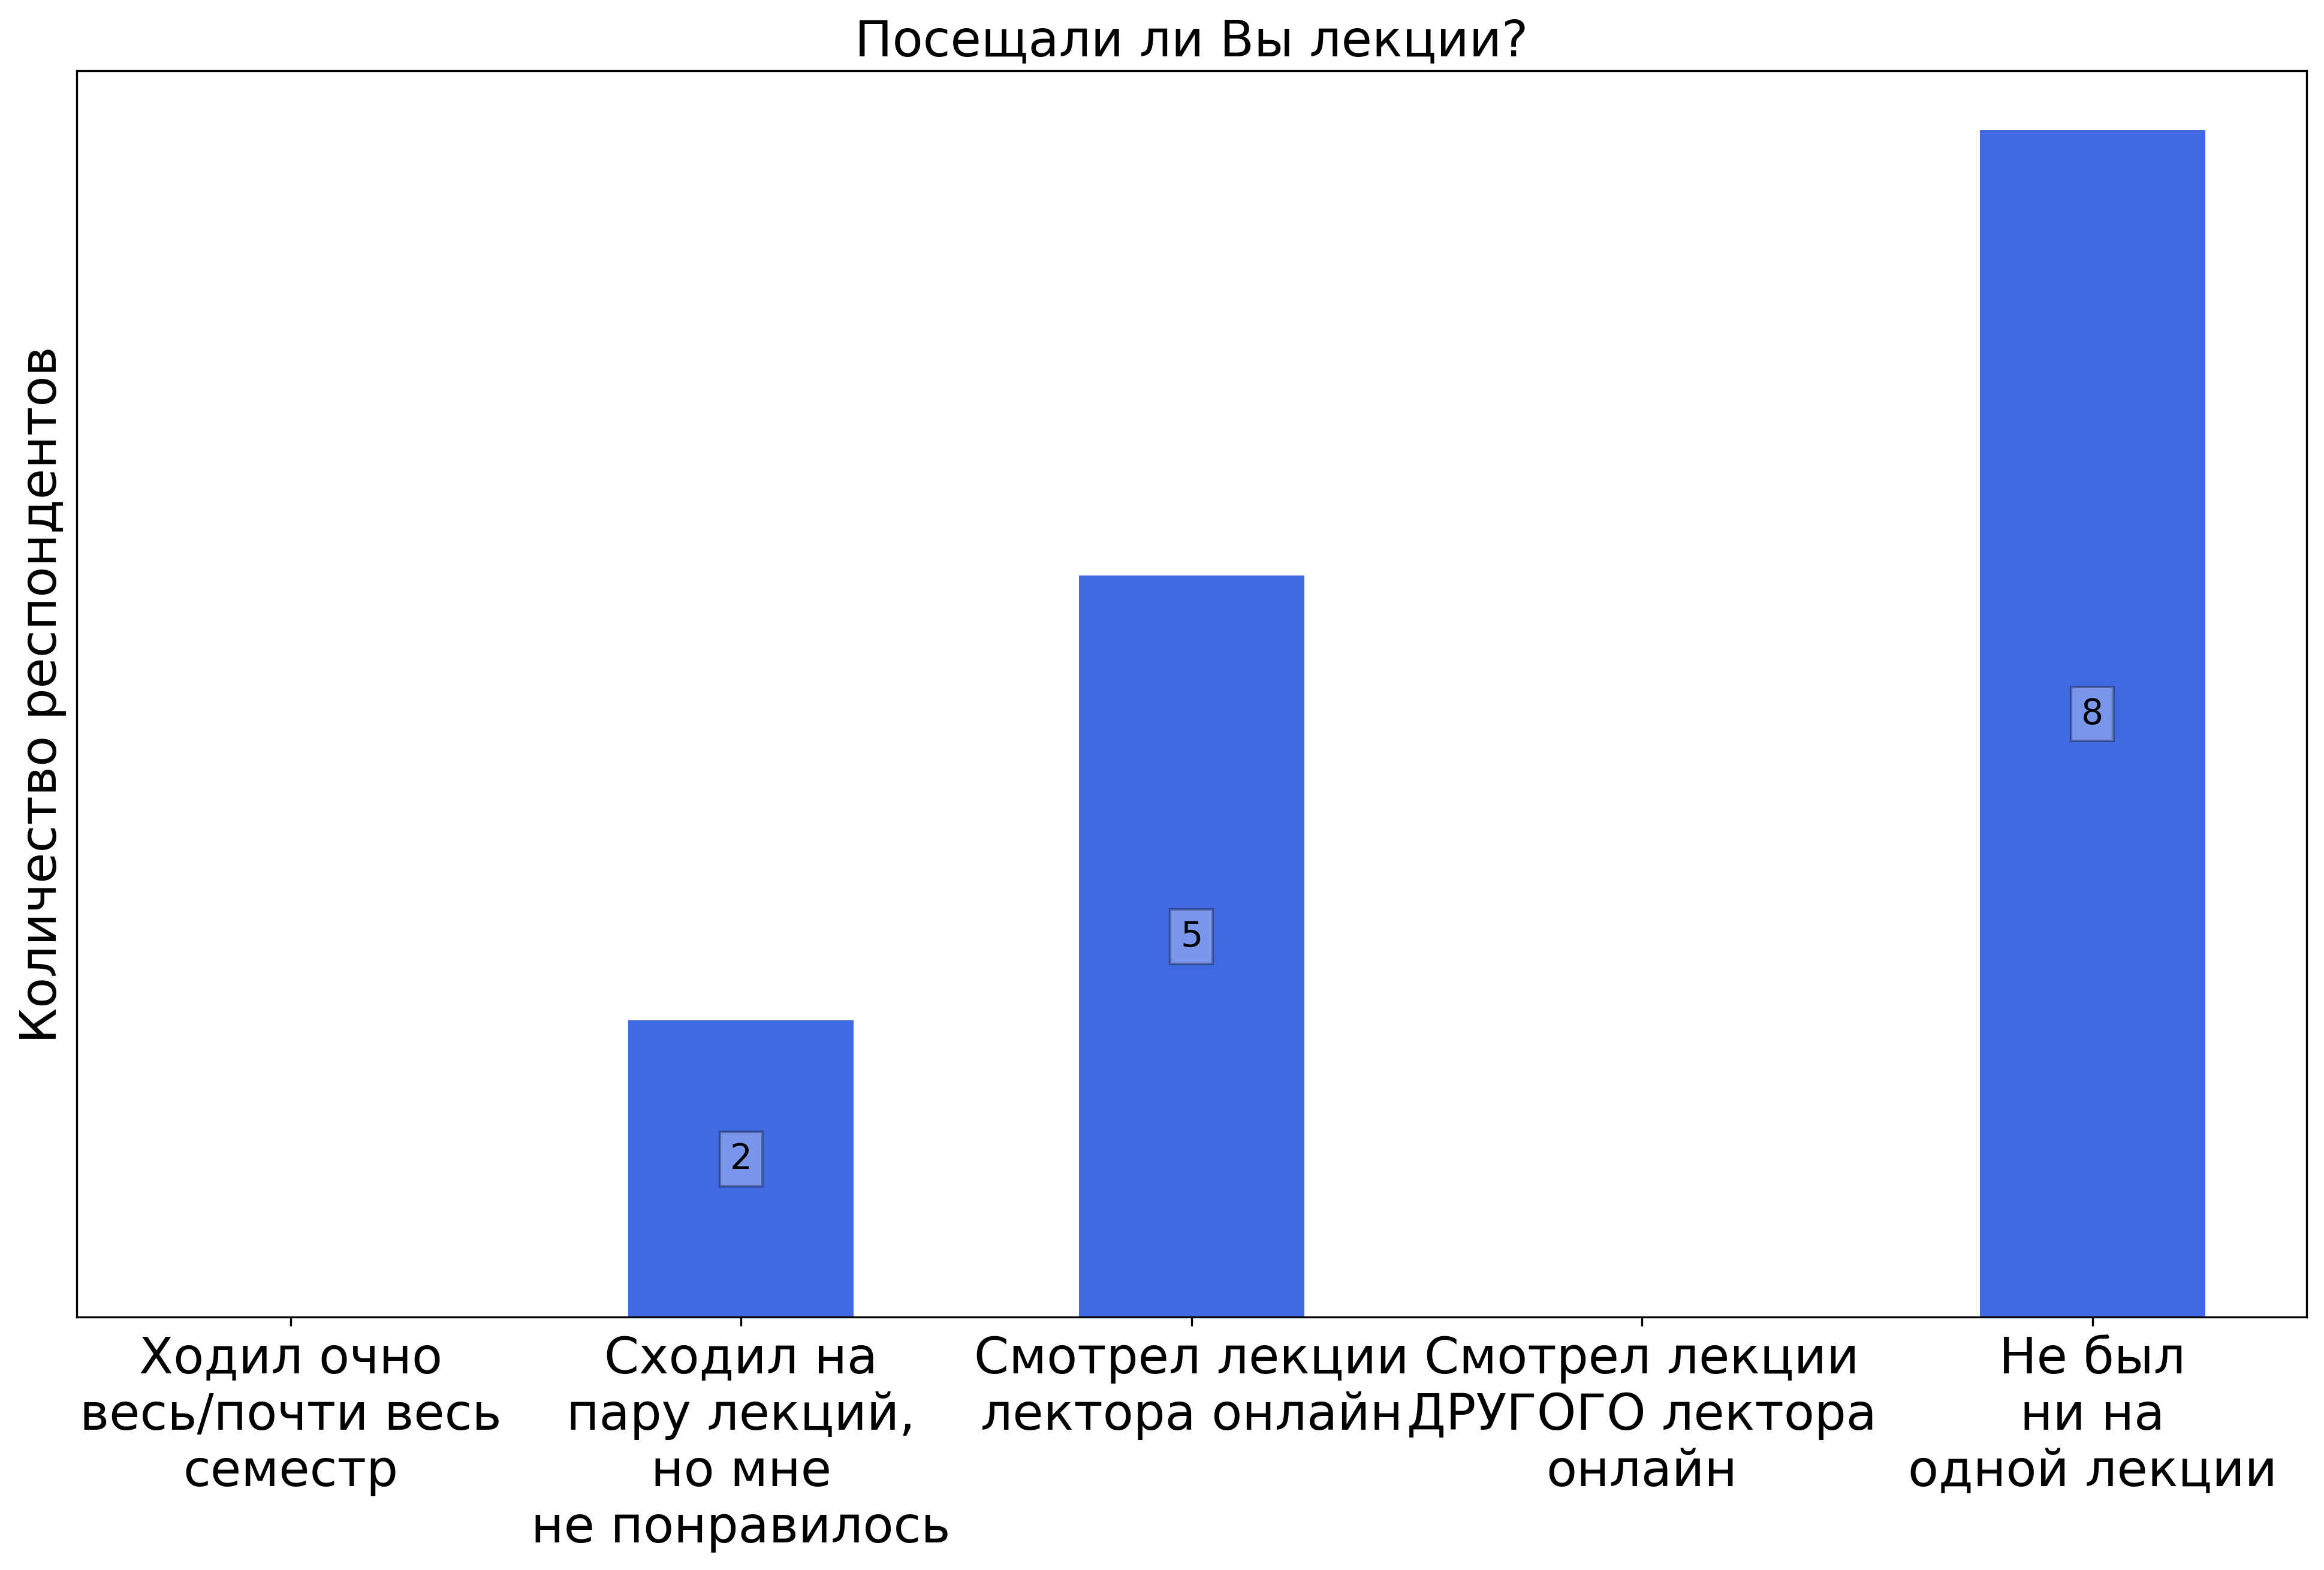 Посещали ли Вы лекции?
Количество респондентов
8
5
2
Ходил очно
весь/почти весь
семестр
Сходил на
пару лекций,
но мне
не понравилось
Смотрел лекции
лектора онлайн
Смотрел лекции
ДРУГОГО лектора
онлайн
Не был
ни на
одной лекции